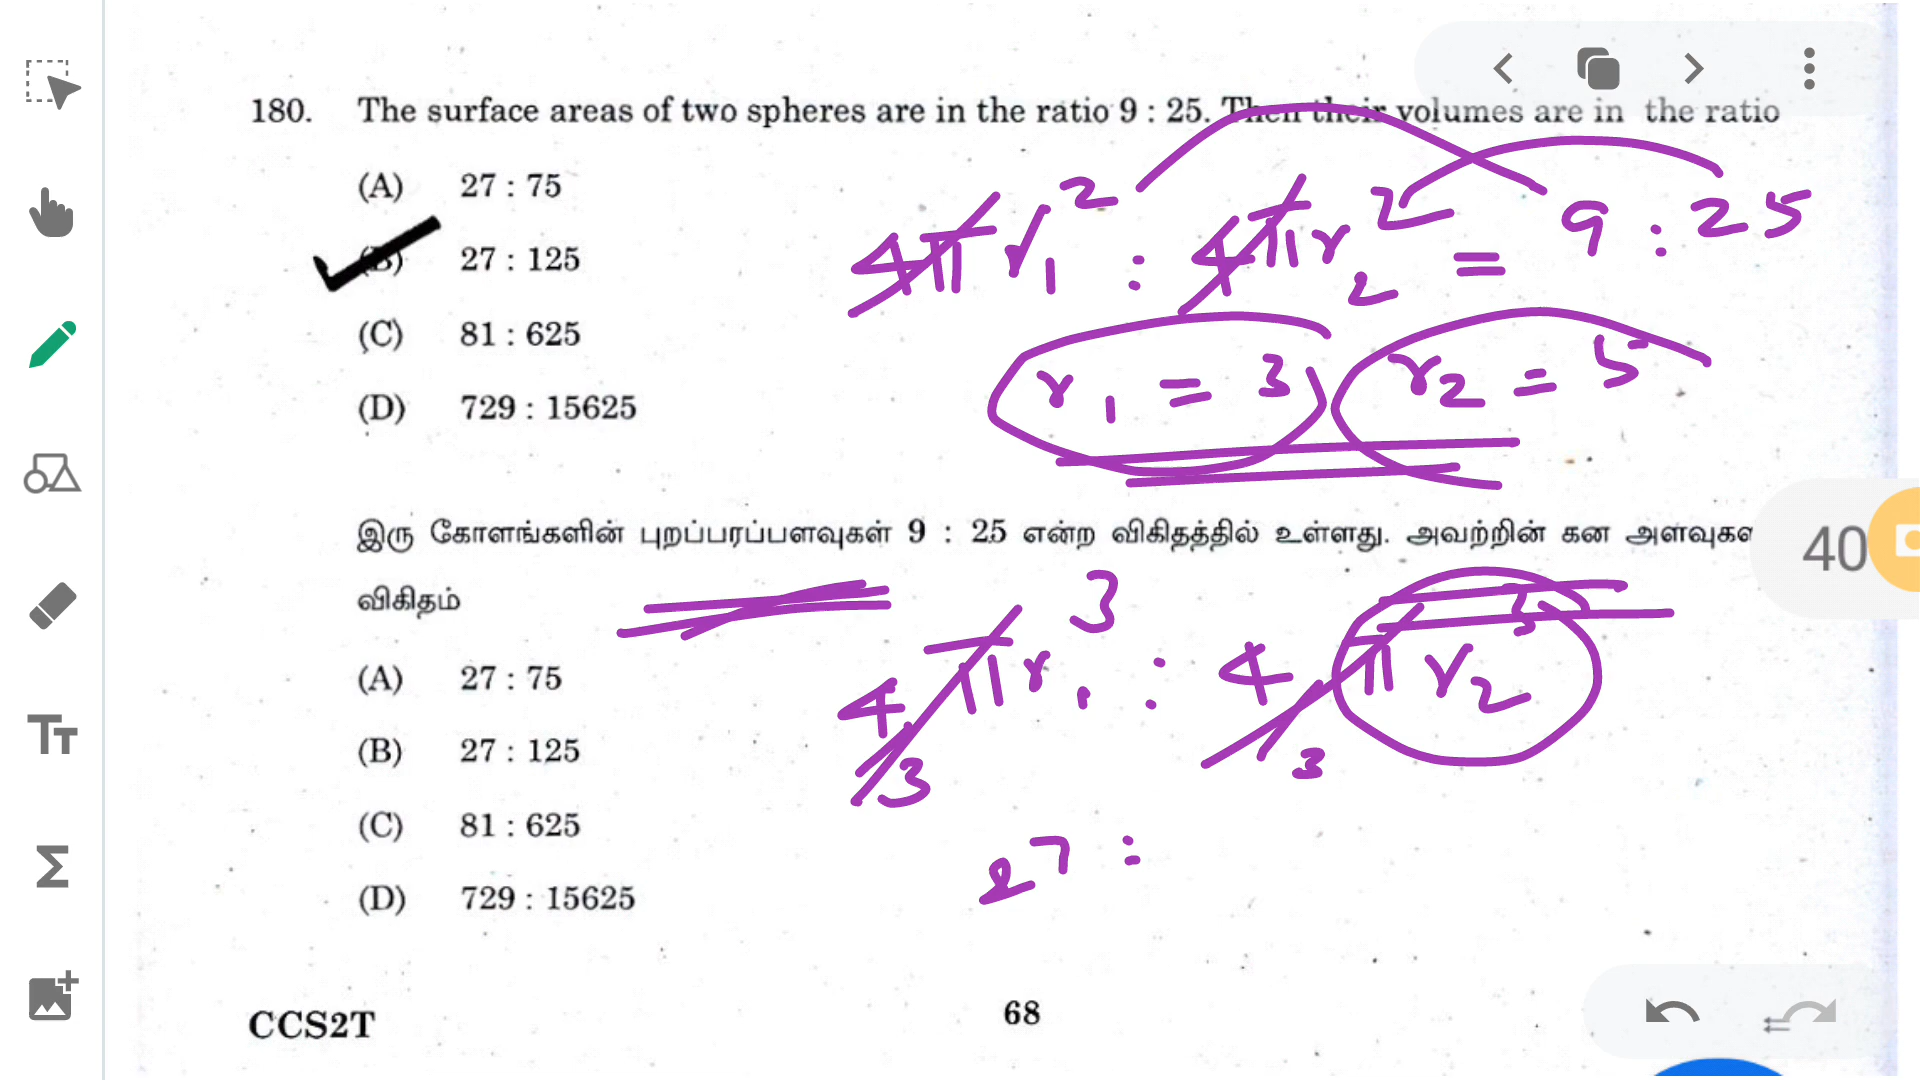 180. The surface areas of two spheres are in the ratio 9 : 25. Then their volumes are in the ratio
(A) 27 : 75
(B) 27 : 125
(C) 81 : 625
(D) 729 : 15625
4πr₁² : 4πr₂² = 9 : 25
r₁ = 3 r₂ = 5
இரு கோளங்களின் புறப்பரப்பளவுகள் 9 : 25 என்ற விகிதத்தில் உள்ளது. அவற்றின் கன
விகிதம்
4/3 πr₁³ : 4/3 πr₂³
(A) 27 : 75
(B) 27 : 125
(C) 81 : 625
(D) 729 : 15625
27 :
CCS2T 68
40
TT
Σ